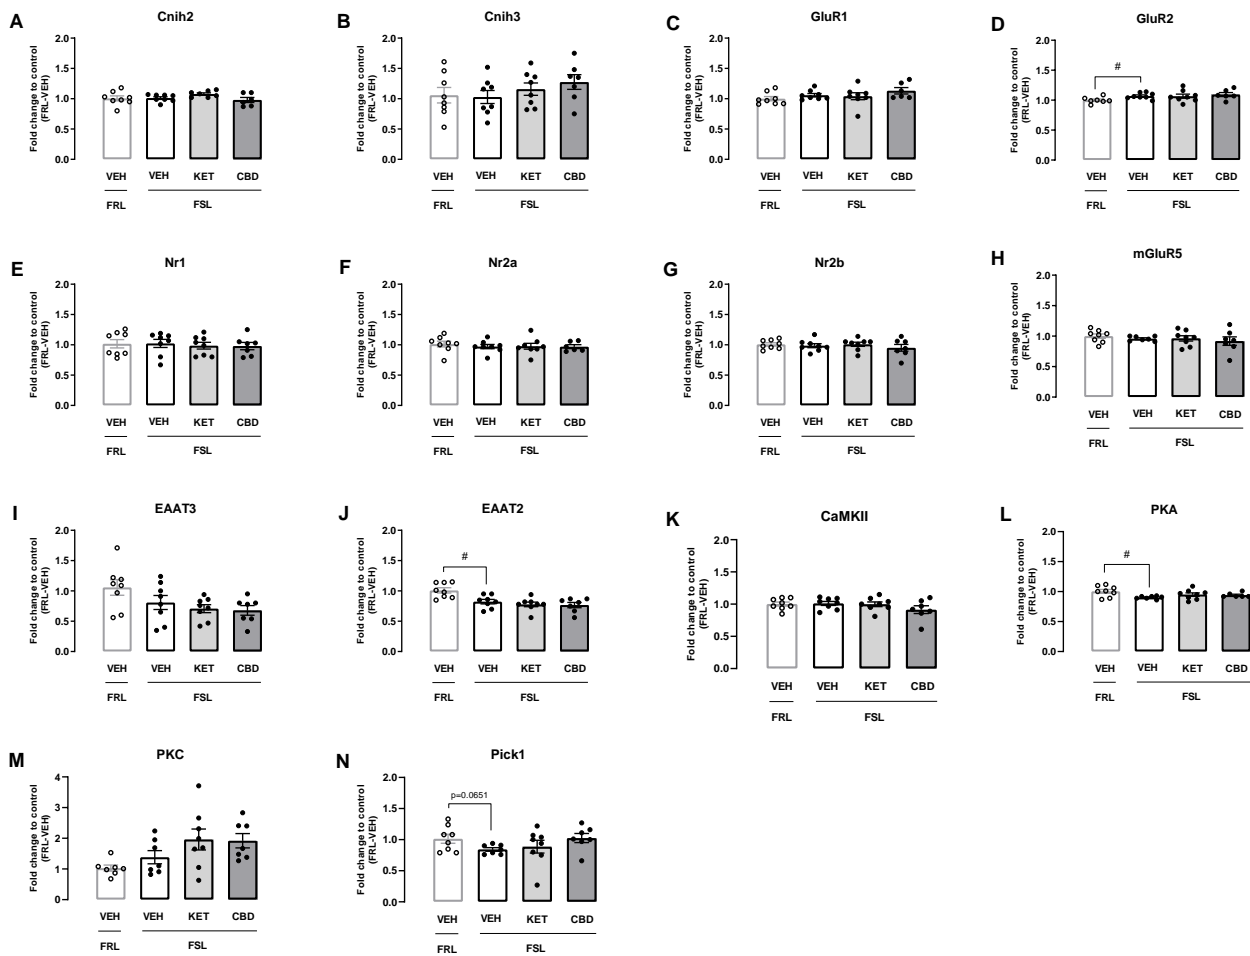 A
Cnih2
Fold change to control
(FRL-VEH)
2.0
1.5
1.0
0.5
0.0
VEH VEH KET CBD
FRL FSL
B
Cnih3
Fold change to control
(FRL-VEH)
2.0
1.5
1.0
0.5
0.0
VEH VEH KET CBD
FRL FSL
C
GluR1
Fold change to control
(FRL-VEH)
2.0
1.5
1.0
0.5
0.0
VEH VEH KET CBD
FRL FSL
D
GluR2
Fold change to control
(FRL-VEH)
2.0
1.5
1.0
0.5
0.0
#
VEH VEH KET CBD
FRL FSL
E
Nr1
Fold change to control
(FRL-VEH)
2.0
1.5
1.0
0.5
0.0
VEH VEH KET CBD
FRL FSL
F
Nr2a
Fold change to control
(FRL-VEH)
2.0
1.5
1.0
0.5
0.0
VEH VEH KET CBD
FRL FSL
G
Nr2b
Fold change to control
(FRL-VEH)
2.0
1.5
1.0
0.5
0.0
VEH VEH KET CBD
FRL FSL
H
mGluR5
Fold change to control
(FRL-VEH)
2.0
1.5
1.0
0.5
0.0
VEH VEH KET CBD
FRL FSL
I
EAAT3
Fold change to control
(FRL-VEH)
2.0
1.5
1.0
0.5
0.0
VEH VEH KET CBD
FRL FSL
J
EAAT2
Fold change to control
(FRL-VEH)
2.0
1.5
1.0
0.5
0.0
#
VEH VEH KET CBD
FRL FSL
K
CaMKII
Fold change to control
(FRL-VEH)
2.0
1.5
1.0
0.5
0.0
VEH VEH KET CBD
FRL FSL
L
PKA
Fold change to control
(FRL-VEH)
2.0
1.5
1.0
0.5
0.0
#
VEH VEH KET CBD
FRL FSL
M
PKC
Fold change to control
(FRL-VEH)
4
3
2
1
0
VEH VEH KET CBD
FRL FSL
N
Pick1
Fold change to control
(FRL-VEH)
2.0
1.5
1.0
0.5
0.0
p=0.0651
VEH VEH KET CBD
FRL FSL